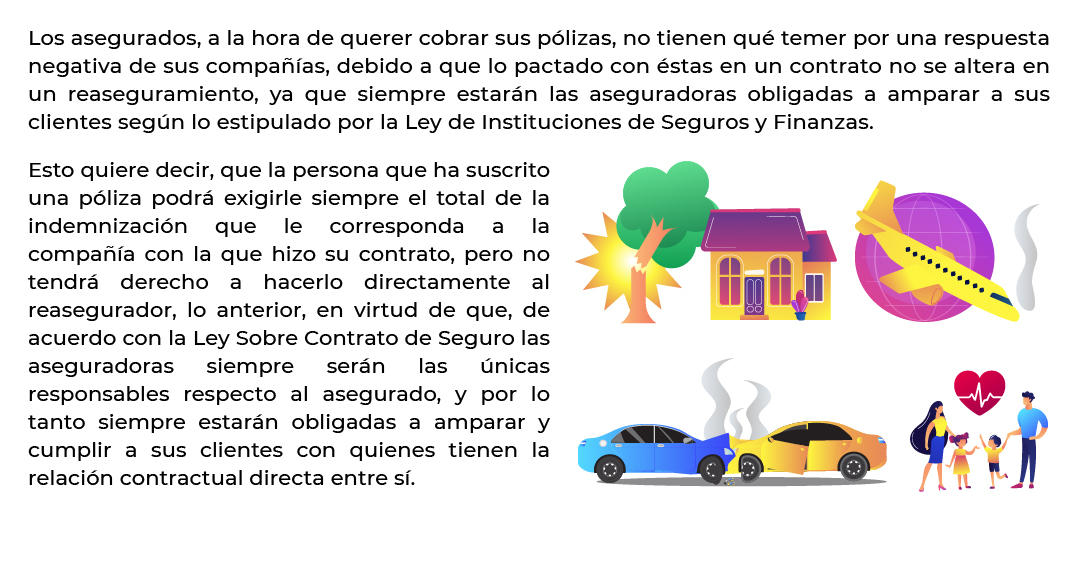 Los asegurados, a la hora de querer cobrar sus pólizas, no tienen qué temer por una respuesta
negativa de sus compañías, debido a que lo pactado con éstas en un contrato no se altera en
un reaseguramiento, ya que siempre estarán las aseguradoras obligadas a amparar a sus
clientes según lo estipulado por la Ley de Instituciones de Seguros y Finanzas.
Esto quiere decir, que la persona que ha suscrito
una póliza podrá exigirle siempre el total de la
indemnización que le corresponda a la
compañía con la que hizo su contrato, pero no
tendrá derecho a hacerlo directamente al
reasegurador, lo anterior, en virtud de que, de
acuerdo con la Ley Sobre Contrato de Seguro las
aseguradoras siempre serán las únicas
responsables respecto al asegurado, y por lo
tanto siempre estarán obligadas a amparar y
cumplir a sus clientes con quienes tienen la
relación contractual directa entre sí.